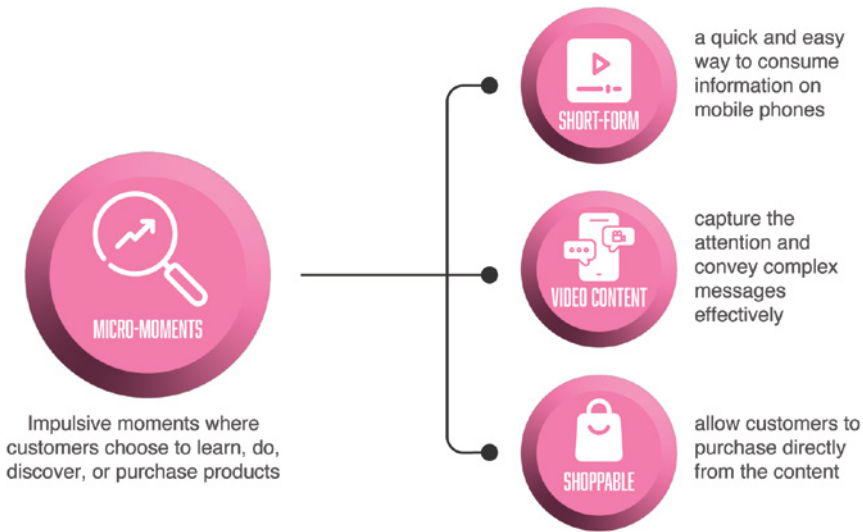 MICRO-MOMENTS
Impulsive moments where
customers choose to learn, do,
discover, or purchase products
SHORT-FORM
a quick and easy
way to consume
information on
mobile phones
VIDEO CONTENT
capture the
attention and
convey complex
messages
effectively
SHOPPABLE
allow customers to
purchase directly
from the content